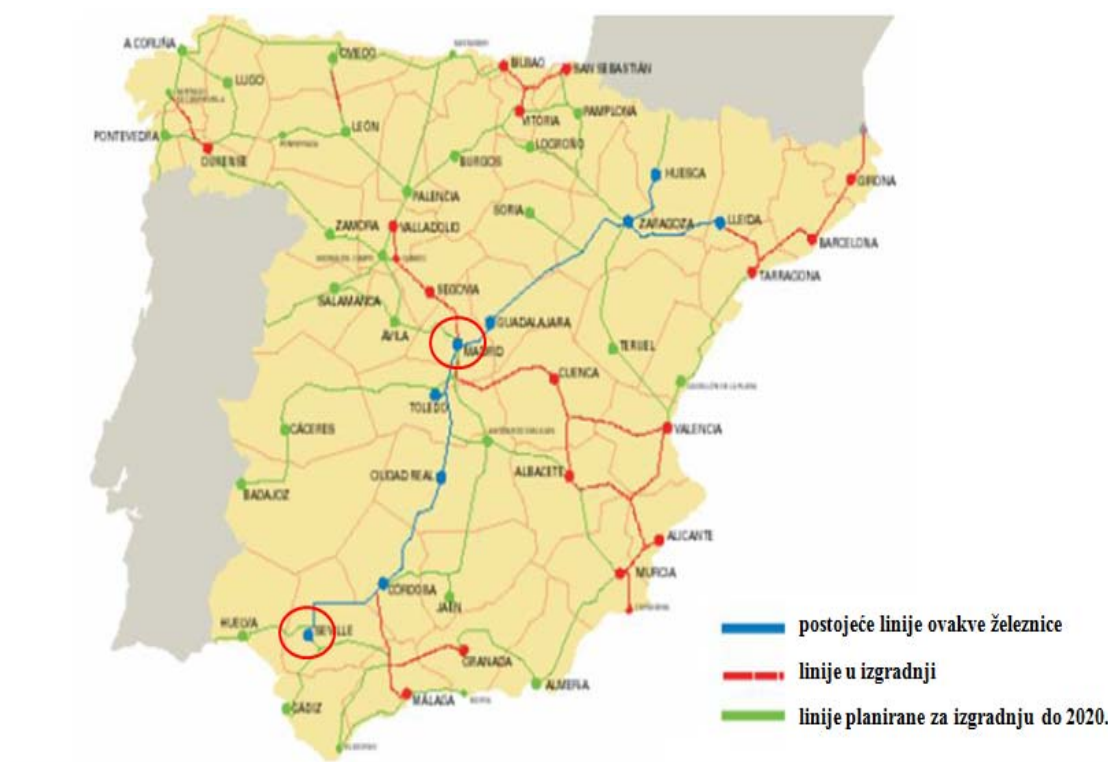 A CORUÑA
OVIEDO
BILBAO
SAN SEBASTIÁN
LUGO
VITORIA
PAMPLONA
PONTEVEDRA
LEÓN
OURENSE
BURGOS
LOGROÑO
HUESCA
GIRONA
PALENCIA
SORIA
ZARAGOZA
LLEIDA
ZAMORA
VALLADOLID
BARCELONA
TARRAGONA
SEGOVIA
SALAMANCA
ÁVILA
GUADALAJARA
MADRID
TERUEL
CUENCA
TOLEDO
CÁCERES
VALENCIA
CIUDAD REAL
ALBACETE
BADAJOZ
ALICANTE
MURCIA
CÓRDOBA
JAÉN
HUELVA
SEVILLE
GRANADA
ALMERÍA
MÁLAGA
CÁDIZ
postojeće linije ovakve železnice
linije u izgradnji
linije planirane za izgradnju do 2020.